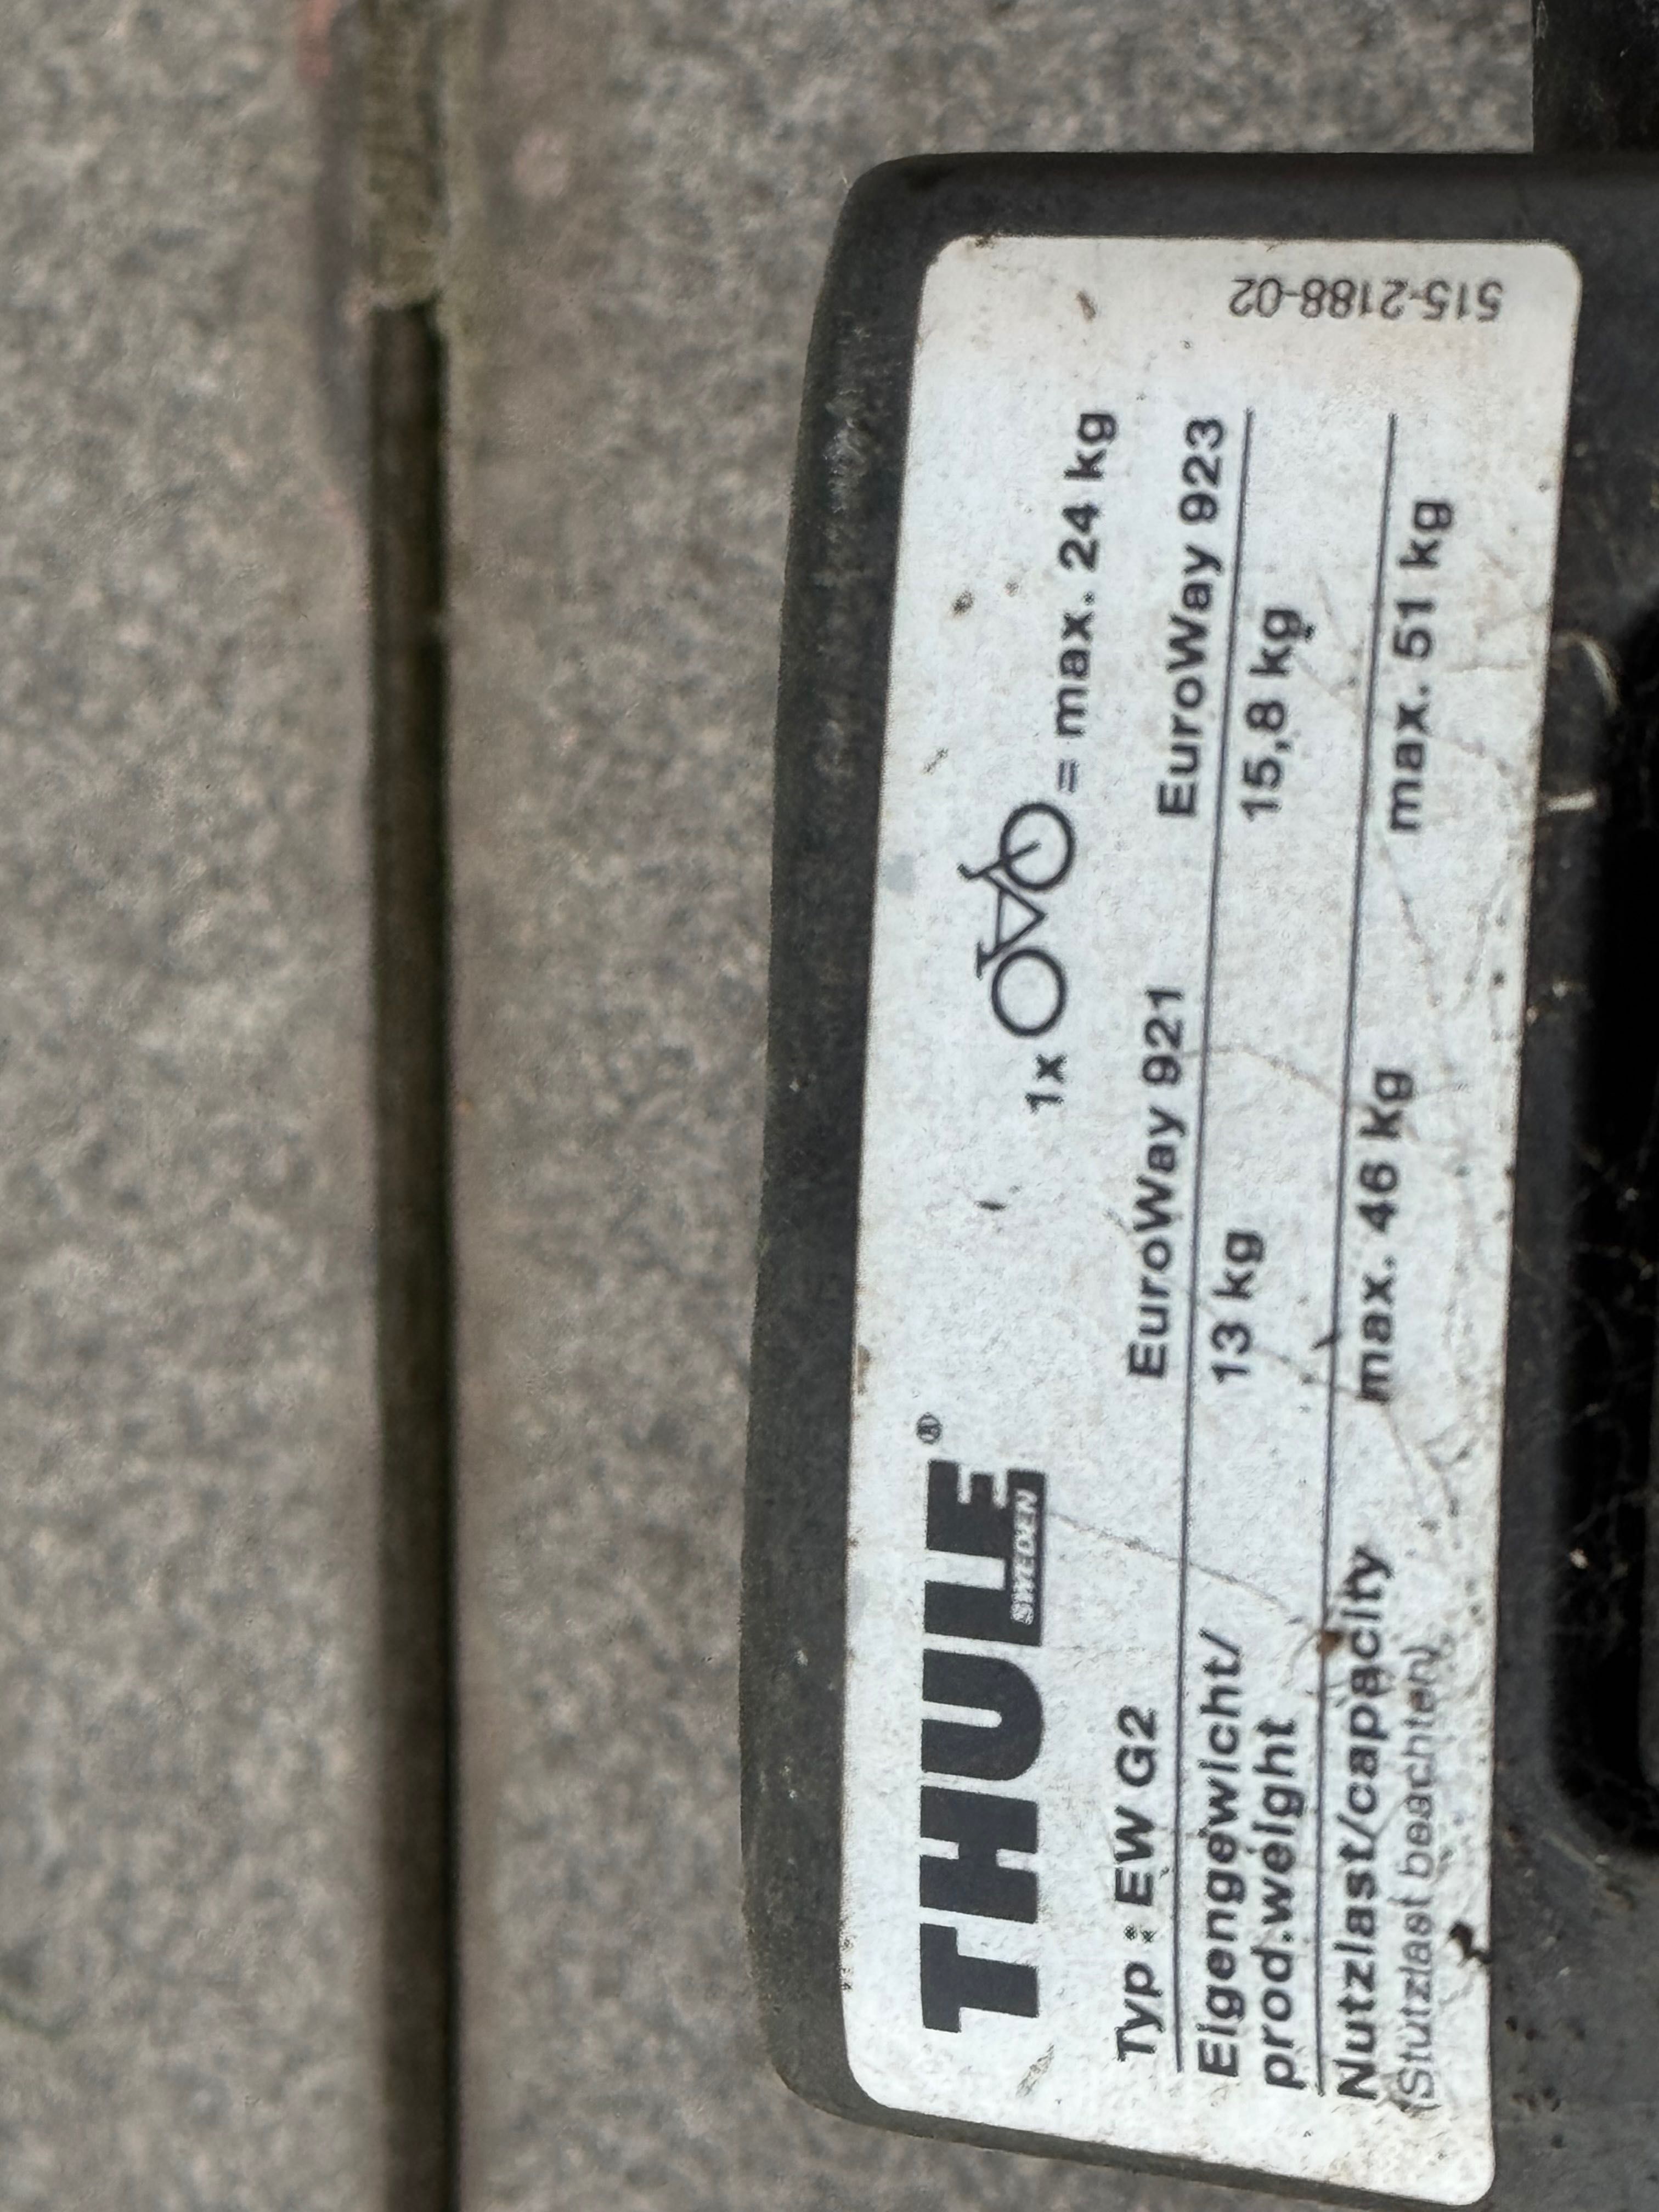 THULE®
SWEDEN
1x = max. 24 kg
Typ : EW G2 EuroWay 921 EuroWay 923
Eigengewicht/ 13 kg 15,8 kg
prod.weight
Nutzlast/capacity max. 46 kg max. 51 kg
(Stutzlast beachten)
515-2188-02